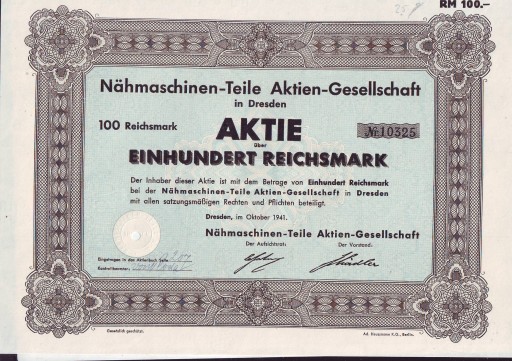 RM 100.–
Nähmaschinen-Teile Aktien-Gesellschaft
in Dresden
100 Reichsmark
AKTIE
№ 10325
über
EINHUNDERT REICHSMARK
Der Inhaber dieser Aktie ist mit dem Betrage von Einhundert Reichsmark
bei der Nähmaschinen-Teile Aktien-Gesellschaft in Dresden
mit allen satzungsmäßigen Rechten und Pflichten beteiligt.
Dresden, im Oktober 1941.
Nähmaschinen-Teile Aktien-Gesellschaft
Der Aufsichtsrat: Der Vorstand:
Eingetragen in das Aktienbuch Seite
Kontrollbeamter:
Gesetzlich geschützt.